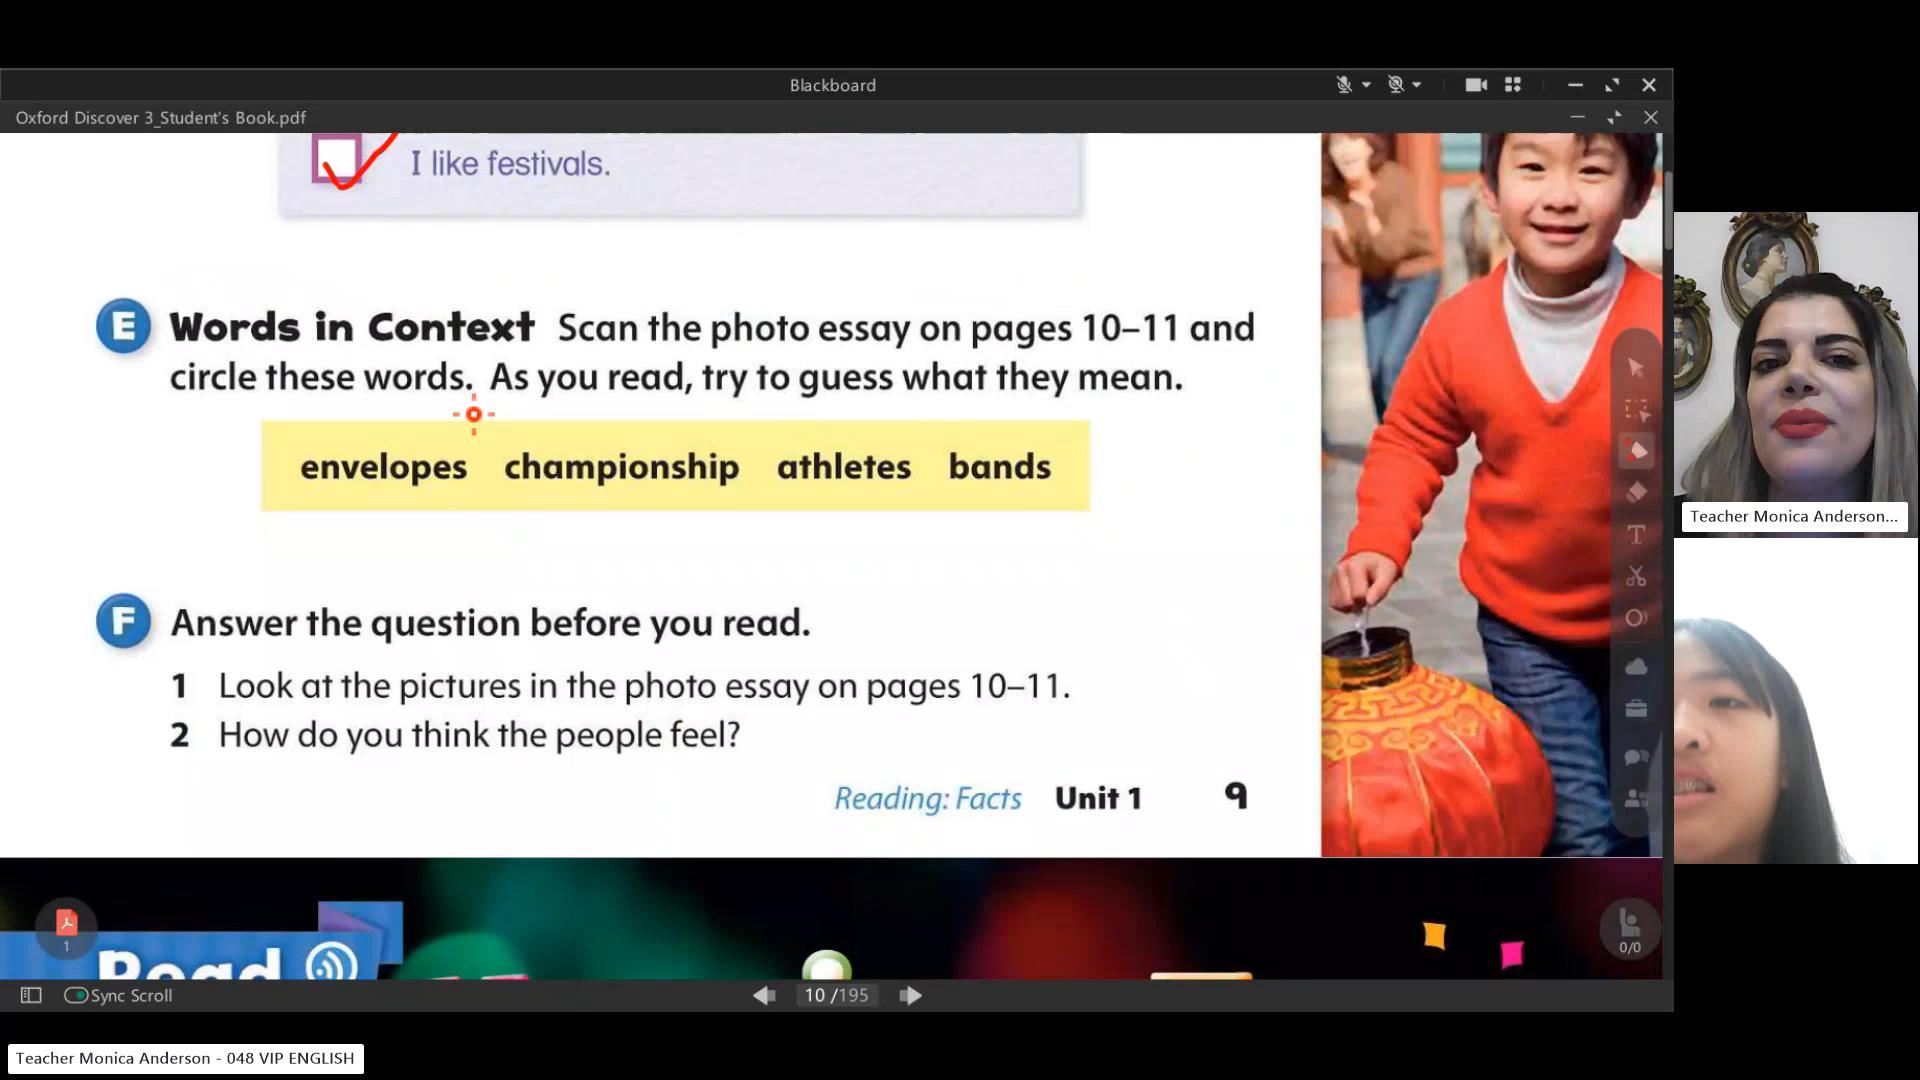 Blackboard
Oxford Discover 3_Student's Book.pdf
I like festivals.
E Words in Context Scan the photo essay on pages 10–11 and
circle these words. As you read, try to guess what they mean.
envelopes championship athletes bands
F Answer the question before you read.
1 Look at the pictures in the photo essay on pages 10–11.
2 How do you think the people feel?
Reading: Facts Unit 1 9
Teacher Monica Anderson...
1
Read
0/0
Sync Scroll
10 /195
Teacher Monica Anderson - 048 VIP ENGLISH